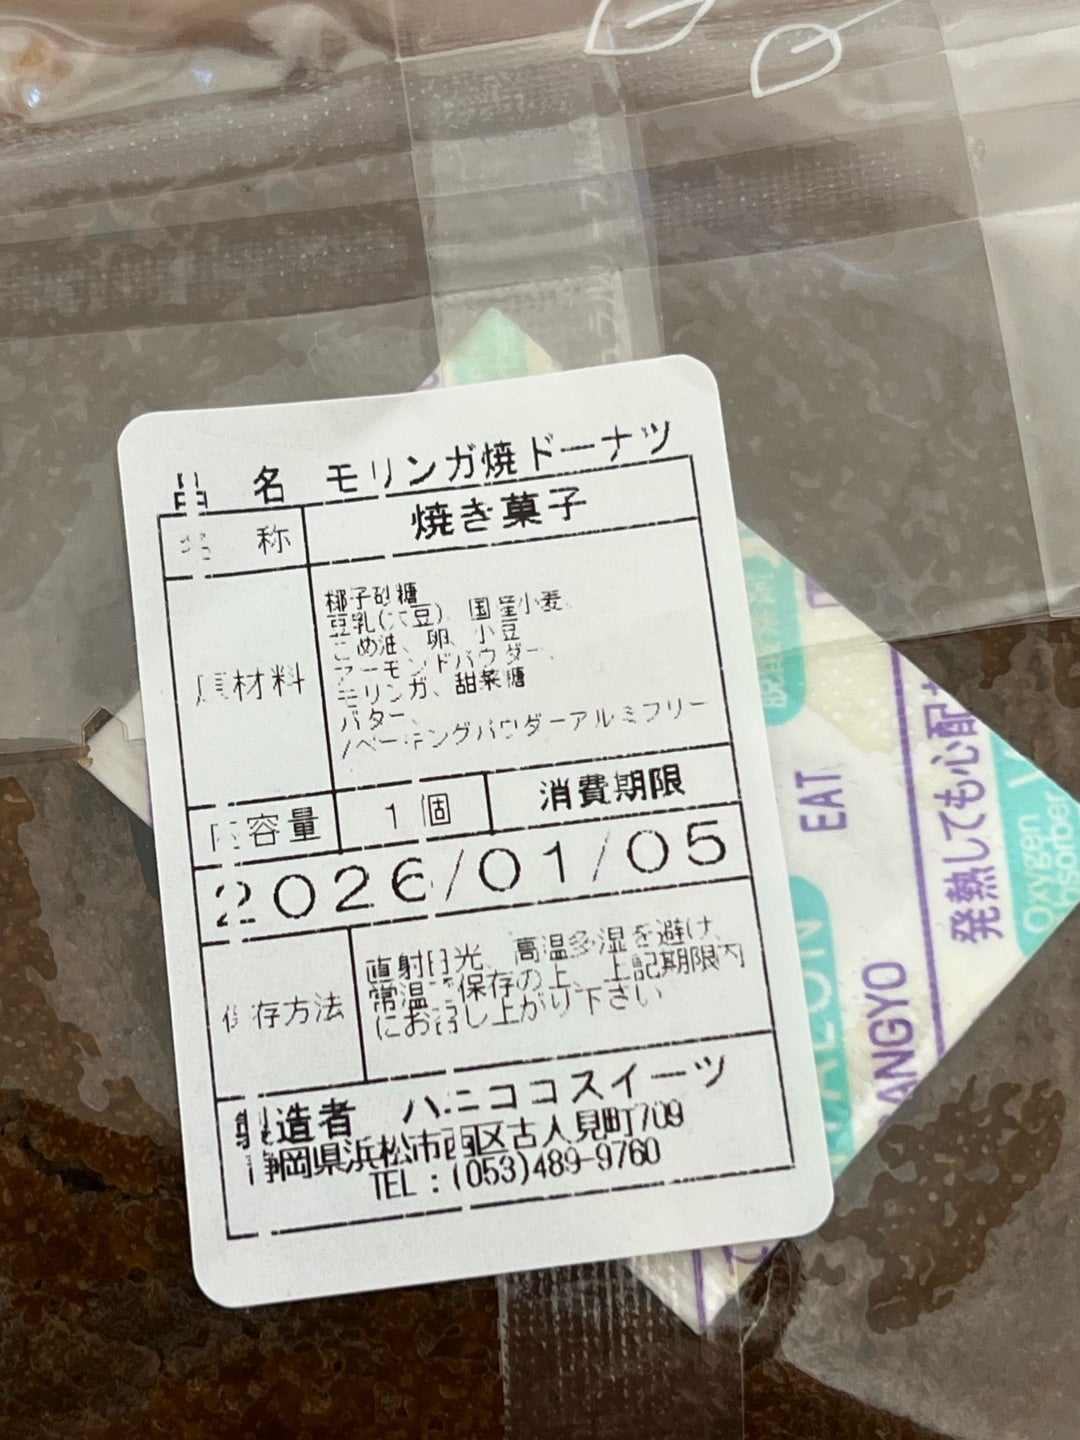 品 名 モリンガ焼ドーナツ
名 称 焼き菓子
原材料
椰子砂糖
豆乳(大豆)、国産小麦、
こめ油、卵、小豆
アーモンドパウダー、
モリンガ、甜菜糖
バター、
/ベーキングパウダーアルミフリー
内容量 1個 消費期限
2026/01/05
保存方法
直射日光、高温多湿を避け、
常温で保存の上、上記期限内
にお召し上がり下さい
製造者 ハニココスイーツ
静岡県浜松市西区古人見町709
TEL:(053)489-9760
EAT
発熱しても心配
Oxygen